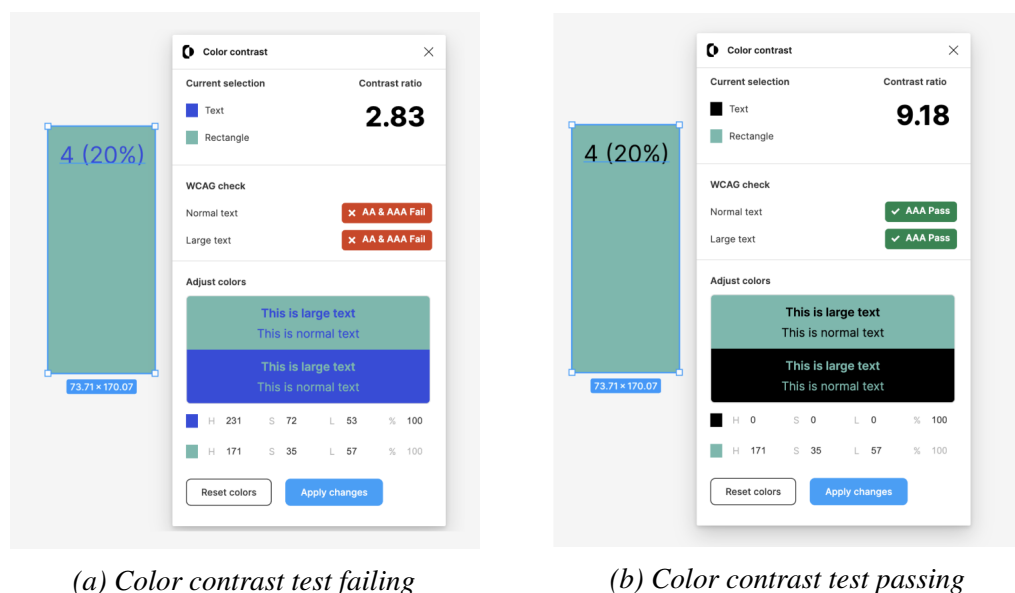 Color contrast
Current selection Contrast ratio
Text
2.83
Rectangle
4 (20%)
WCAG check
Normal text AA & AAA Fail
Large text AA & AAA Fail
Adjust colors
This is large text
This is normal text
This is large text
This is normal text
73.71 × 170.07
H 231 S 72 L 53 % 100
H 171 S 35 L 57 % 100
Reset colors Apply changes
(a) Color contrast test failing
Color contrast
Current selection Contrast ratio
Text
9.18
Rectangle
4 (20%)
WCAG check
Normal text AAA Pass
Large text AAA Pass
Adjust colors
This is large text
This is normal text
This is large text
This is normal text
73.71 × 170.07
H 0 S 0 L 0 % 100
H 171 S 35 L 57 % 100
Reset colors Apply changes
(b) Color contrast test passing